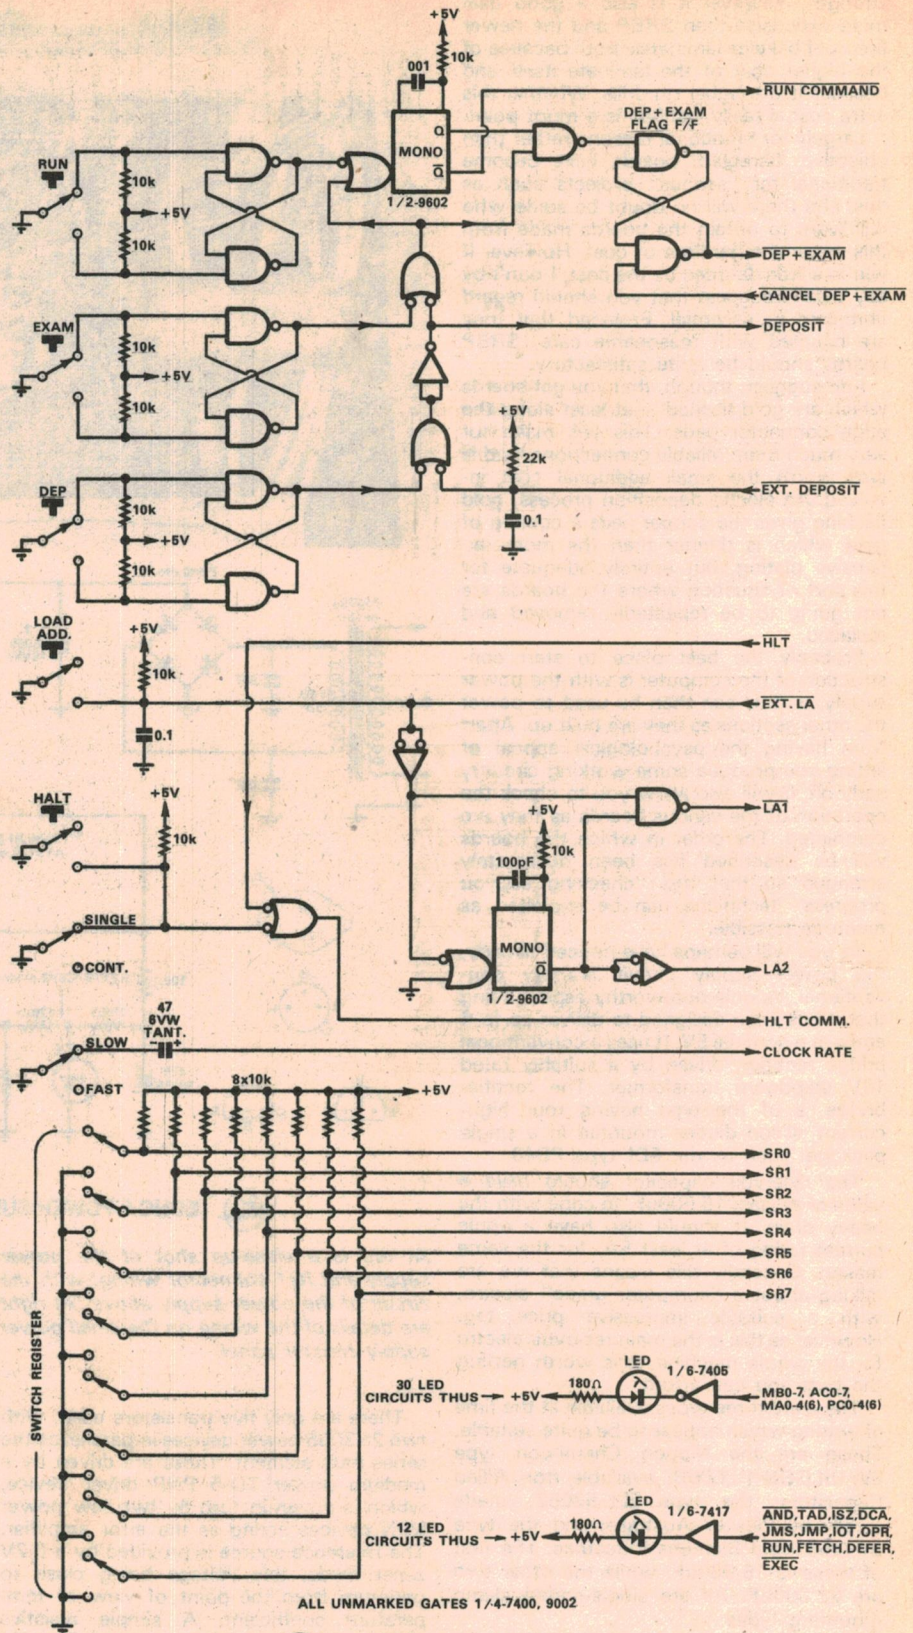 +5V
10k
001
RUN COMMAND
DEP+EXAM
FLAG F/F
Q
MONO
Q
1/2-9602
RUN
10k
+5V
10k
DEP+EXAM
CANCEL DEP+EXAM
DEPOSIT
EXAM
10k
+5V
10k
+5V
22k
EXT. DEPOSIT
0.1
DEP
10k
+5V
10k
LOAD
ADD.
+5V
10k
HLT
EXT. LA
0.1
HALT
+5V
10k
LA1
+5V
10k
100pF
SINGLE
MONO
Q
LA2
1/2-9602
CONT.
HLT COMM.
47
6VW
TANT.
- +
SLOW
CLOCK RATE
FAST
8x10k
+5V
SR0
SR1
SR2
SR3
SR4
SR5
SR6
SR7
SWITCH REGISTER
30 LED
CIRCUITS THUS
+5V
180Ω
LED
1/6-7405
MB0-7, AC0-7,
MA0-4(6), PC0-4(6)
12 LED
CIRCUITS THUS
+5V
180Ω
LED
1/6-7417
AND,TAD,ISZ,DCA,
JMS,JMP,IOT,OPR,
RUN,FETCH,DEFER,
EXEC
ALL UNMARKED GATES 1/4-7400, 9002